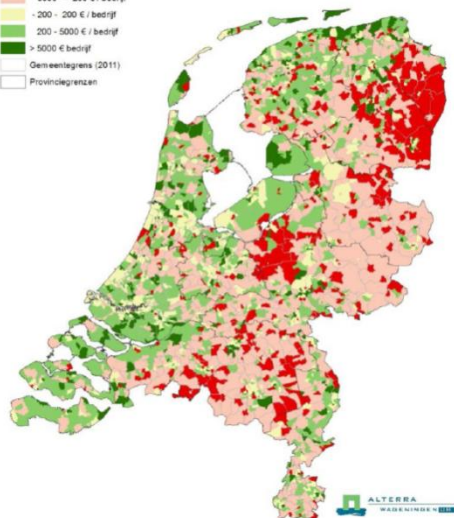 - 200 - 200 € / bedrijf
200 - 5000 € / bedrijf
> 5000 € bedrijf
Gemeentegrens (2011)
Provinciegrenzen
ALTERRA
WAGENINGEN UR